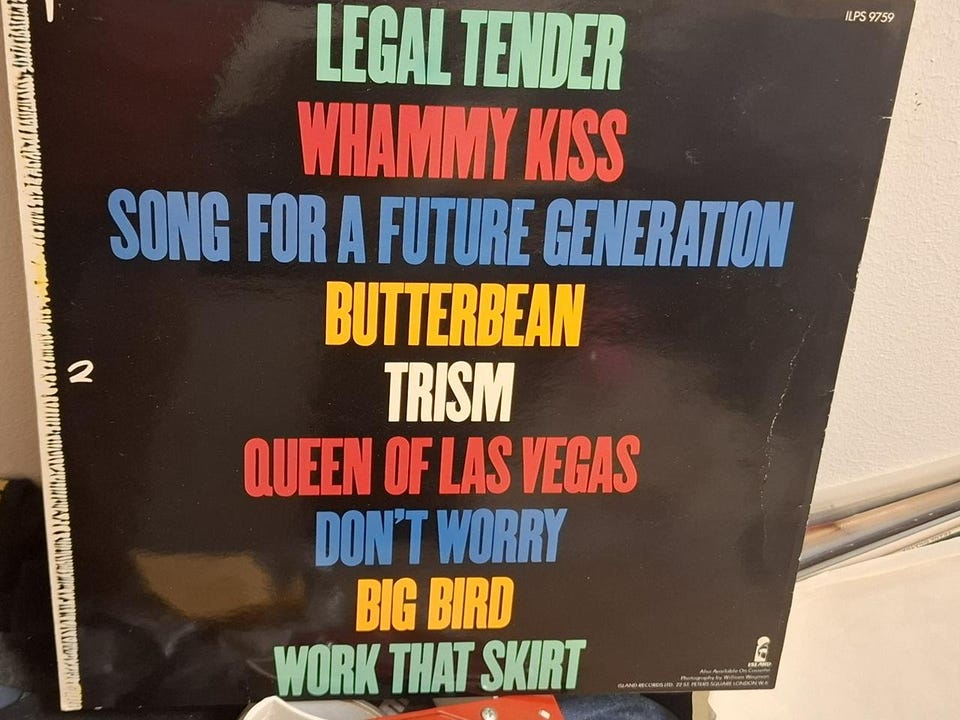 1
ILPS 9759
LEGAL TENDER
WHAMMY KISS
SONG FOR A FUTURE GENERATION
BUTTERBEAN
2
TRISM
QUEEN OF LAS VEGAS
DON'T WORRY
BIG BIRD
WORK THAT SKIRT
ISLAND
Also Available On Cassette
Photography by William Wegman
ISLAND RECORDS LTD. 22 ST. PETERS SQUARE LONDON W.6